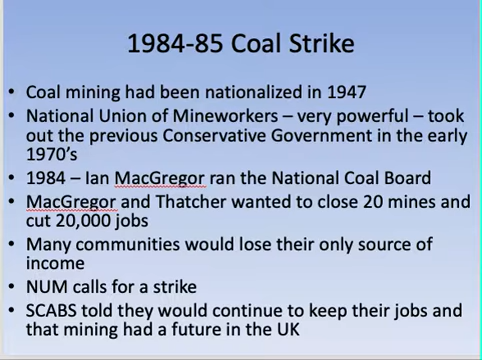 1984-85 Coal Strike
• Coal mining had been nationalized in 1947
• National Union of Mineworkers – very powerful – took
out the previous Conservative Government in the early
1970’s
• 1984 – Ian MacGregor ran the National Coal Board
• MacGregor and Thatcher wanted to close 20 mines and
cut 20,000 jobs
• Many communities would lose their only source of
income
• NUM calls for a strike
• SCABS told they would continue to keep their jobs and
that mining had a future in the UK